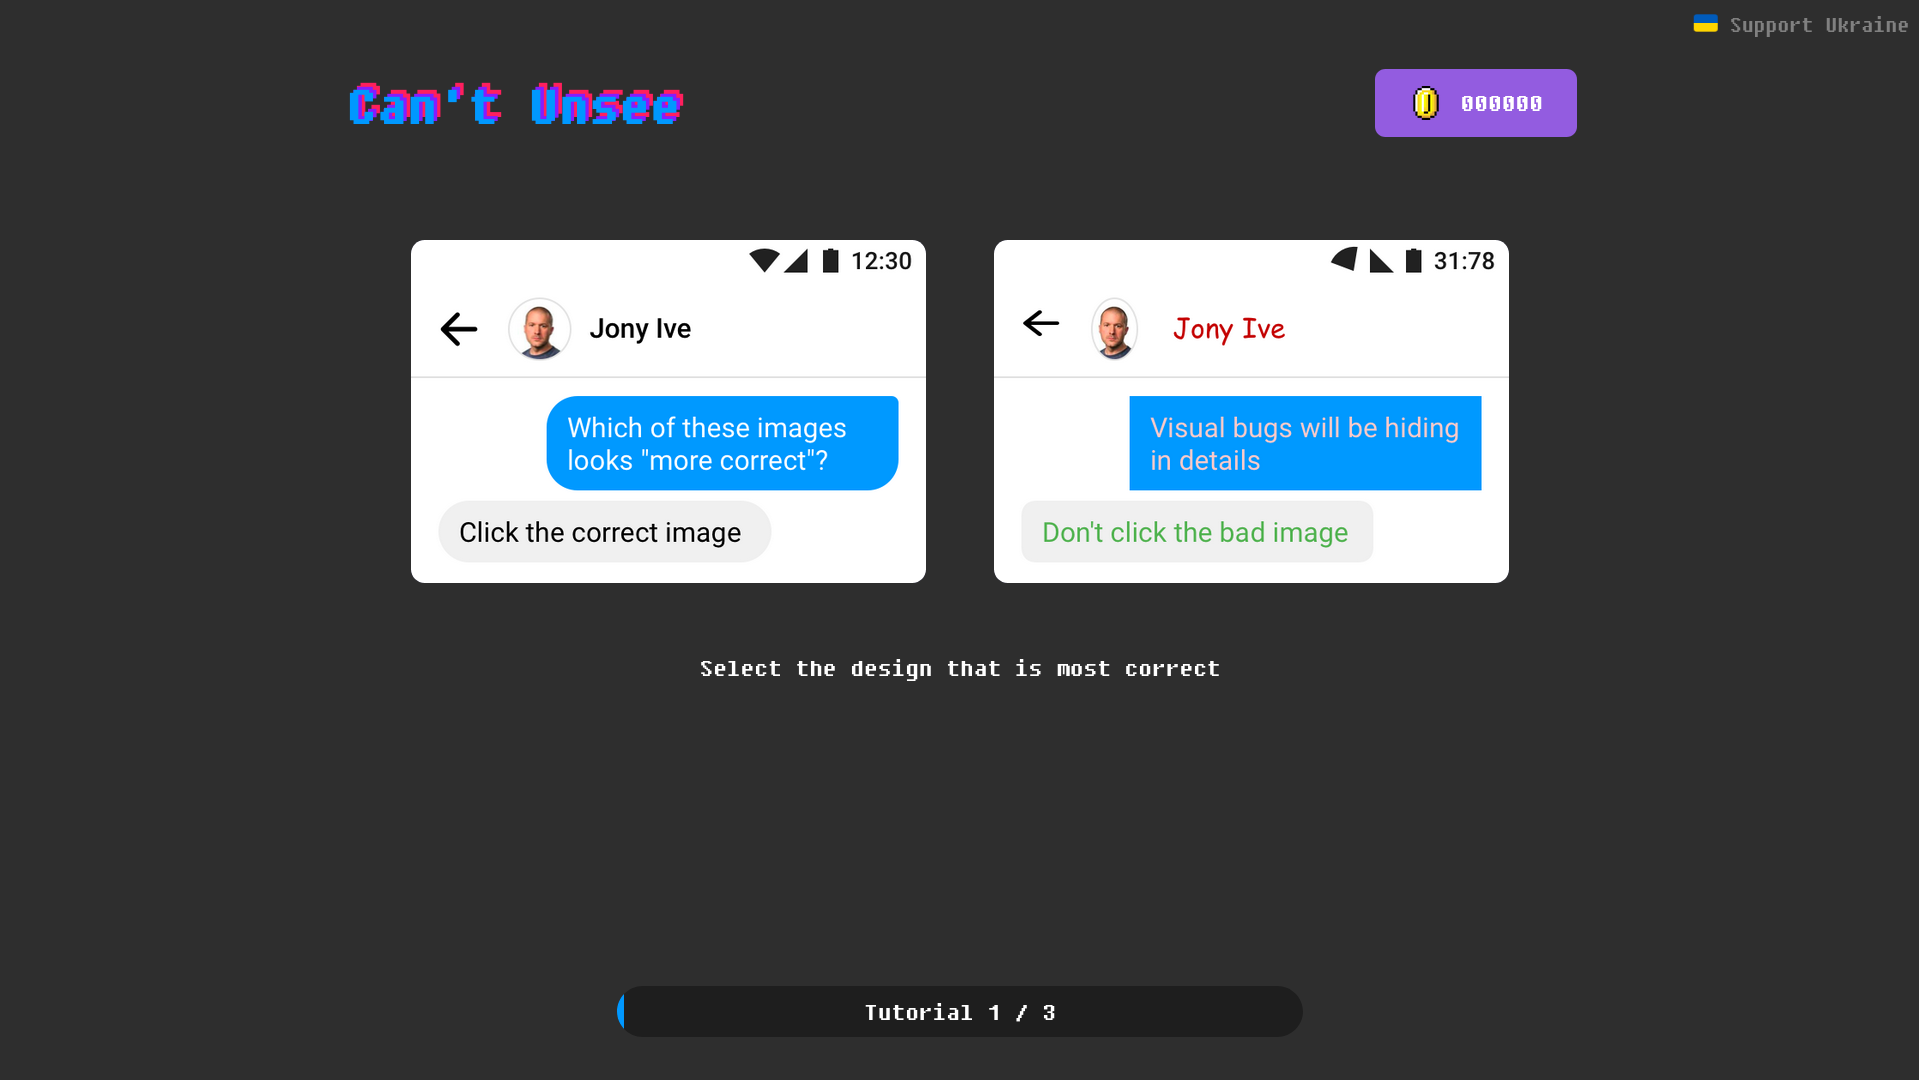 Support Ukraine
Can't Unsee
000000
12:30
Jony Ive
Which of these images
looks "more correct"?
Click the correct image
31:78
Jony Ive
Visual bugs will be hiding
in details
Don't click the bad image
Select the design that is most correct
Tutorial 1 / 3